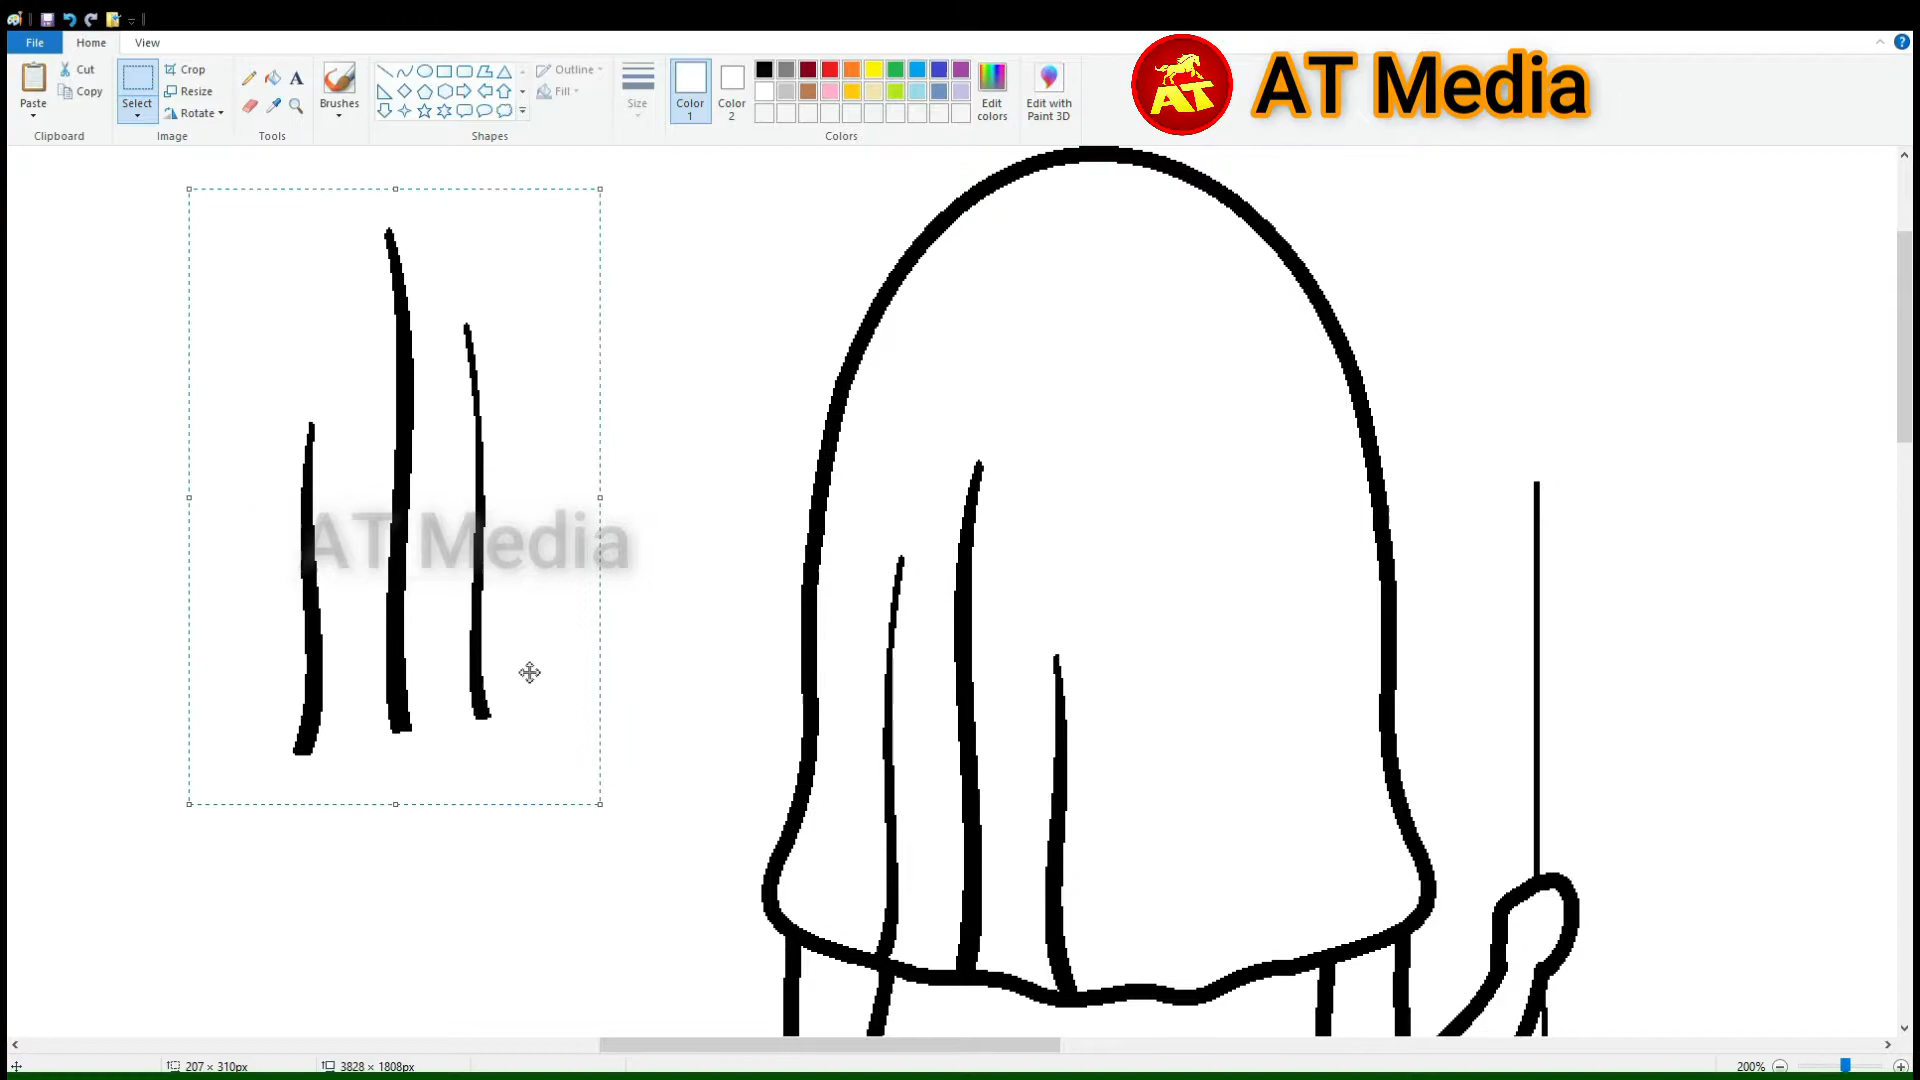 File
Home
View
Paste
Cut
Copy
Clipboard
Select
Crop
Resize
Rotate
Image
A
Tools
Brushes
Shapes
Outline
Fill
Size
Color
1
Color
2
Edit
colors
Colors
Edit with
Paint 3D
AT
AT Media
AT Media
207 × 310px
3828 × 1808px
200%